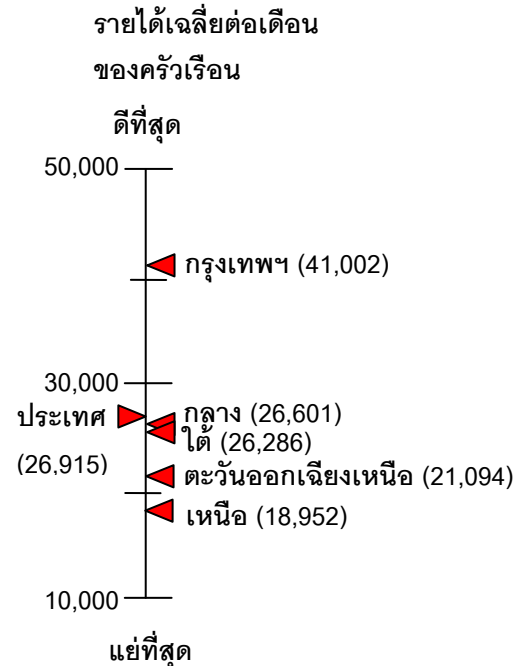 รายได้เฉลี่ยต่อเดือน
ของครัวเรือน
ดีที่สุด
50,000
กรุงเทพฯ (41,002)
30,000
ประเทศ
(26,915)
กลาง (26,601)
ใต้ (26,286)
ตะวันออกเฉียงเหนือ (21,094)
เหนือ (18,952)
10,000
แย่ที่สุด